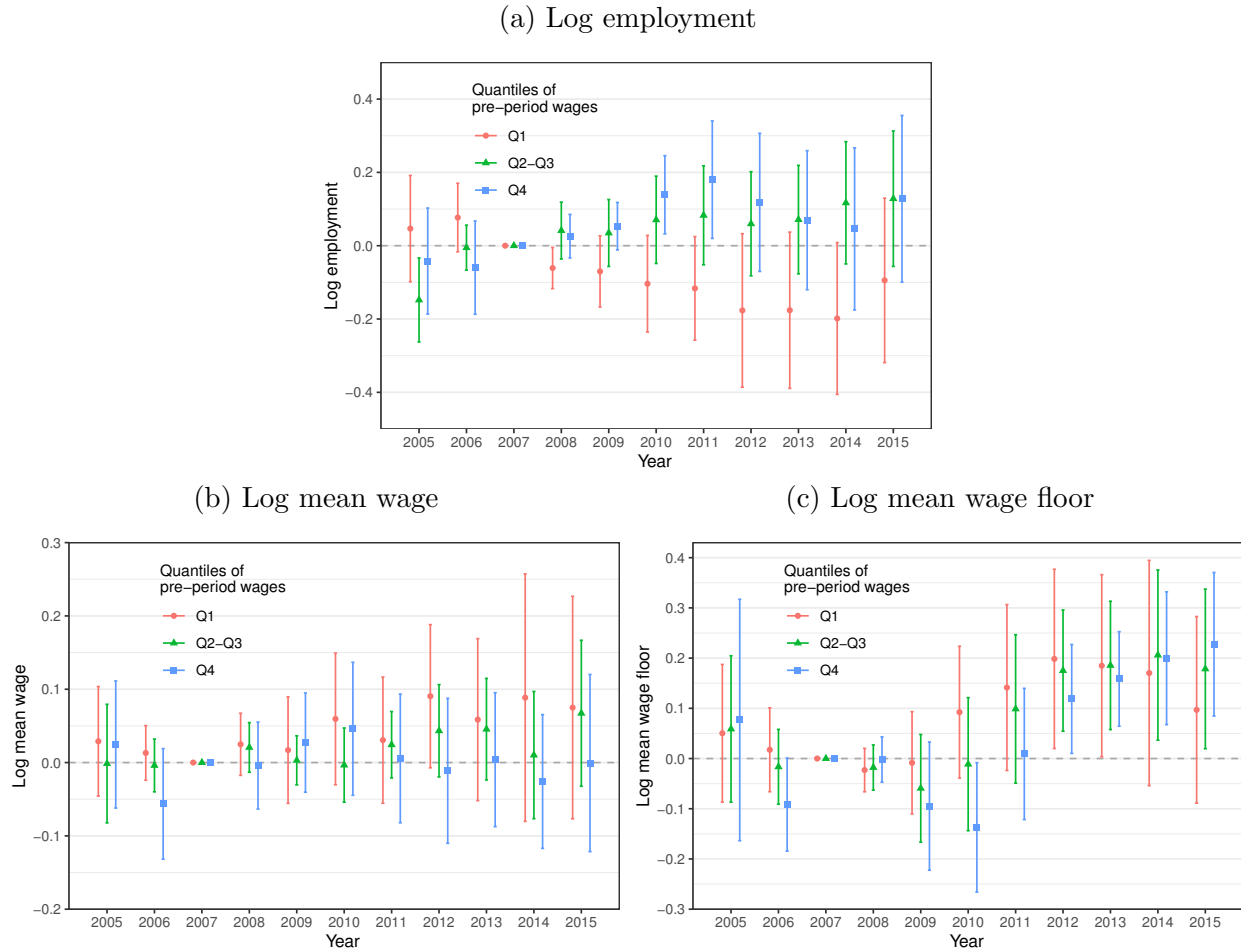 (a) Log employment
Quantiles of
pre−period wages
Q1
Q2−Q3
Q4
0.4
0.2
0.0
−0.2
−0.4
Log employment
2005 2006 2007 2008 2009 2010 2011 2012 2013 2014 2015
Year
(b) Log mean wage
Quantiles of
pre−period wages
Q1
Q2−Q3
Q4
0.3
0.2
0.1
0.0
−0.1
−0.2
Log mean wage
2005 2006 2007 2008 2009 2010 2011 2012 2013 2014 2015
Year
(c) Log mean wage floor
Quantiles of
pre−period wages
Q1
Q2−Q3
Q4
0.4
0.3
0.2
0.1
0.0
−0.1
−0.2
−0.3
Log mean wage floor
2005 2006 2007 2008 2009 2010 2011 2012 2013 2014 2015
Year